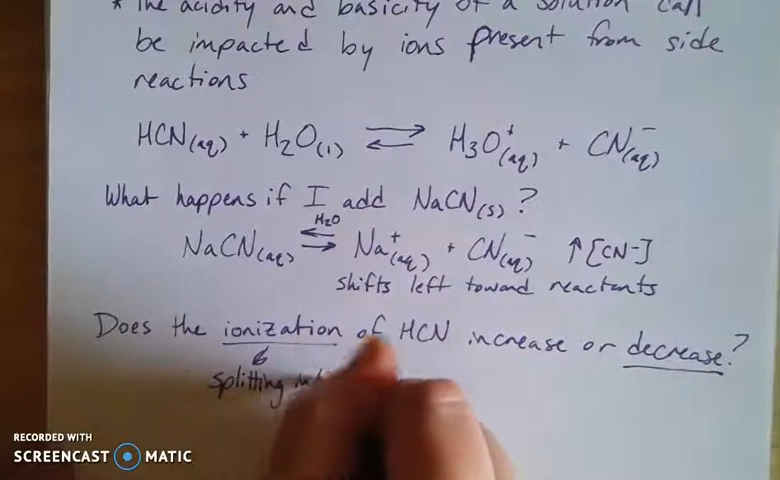 * The acidity and basicity of a solution can
be impacted by ions present from side
reactions
HCN(aq) + H₂O(l) ⇌ H₃O⁺(aq) + CN⁻(aq)
What happens if I add NaCN(s)?
H₂O
NaCN(aq) ⇌ Na⁺(aq) + CN⁻(aq) ↑[CN-]
shifts left toward reactants
Does the ionization of HCN increase or decrease?
splitting
RECORDED WITH
SCREENCAST MATIC